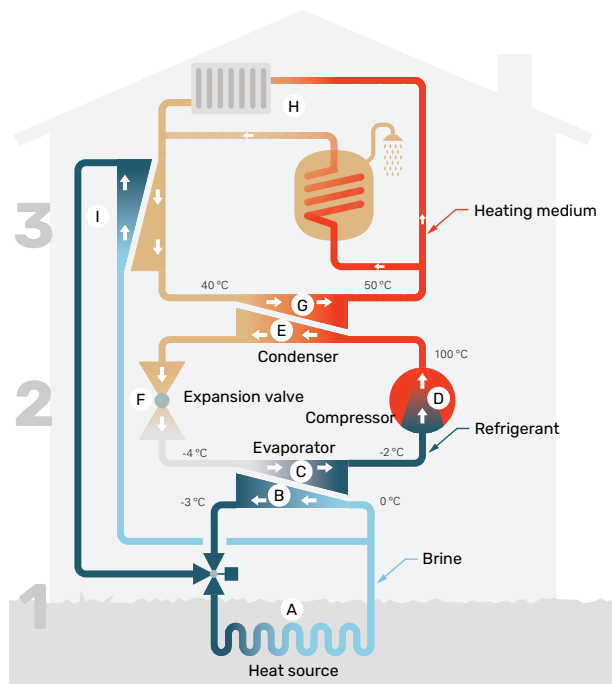 H
I
3
Heating medium
40 °C
50 °C
G
E
Condenser
100 °C
2
F
Expansion valve
D
Compressor
Refrigerant
Evaporator
-4 °C
-2 °C
C
B
-3 °C
0 °C
Brine
1
A
Heat source